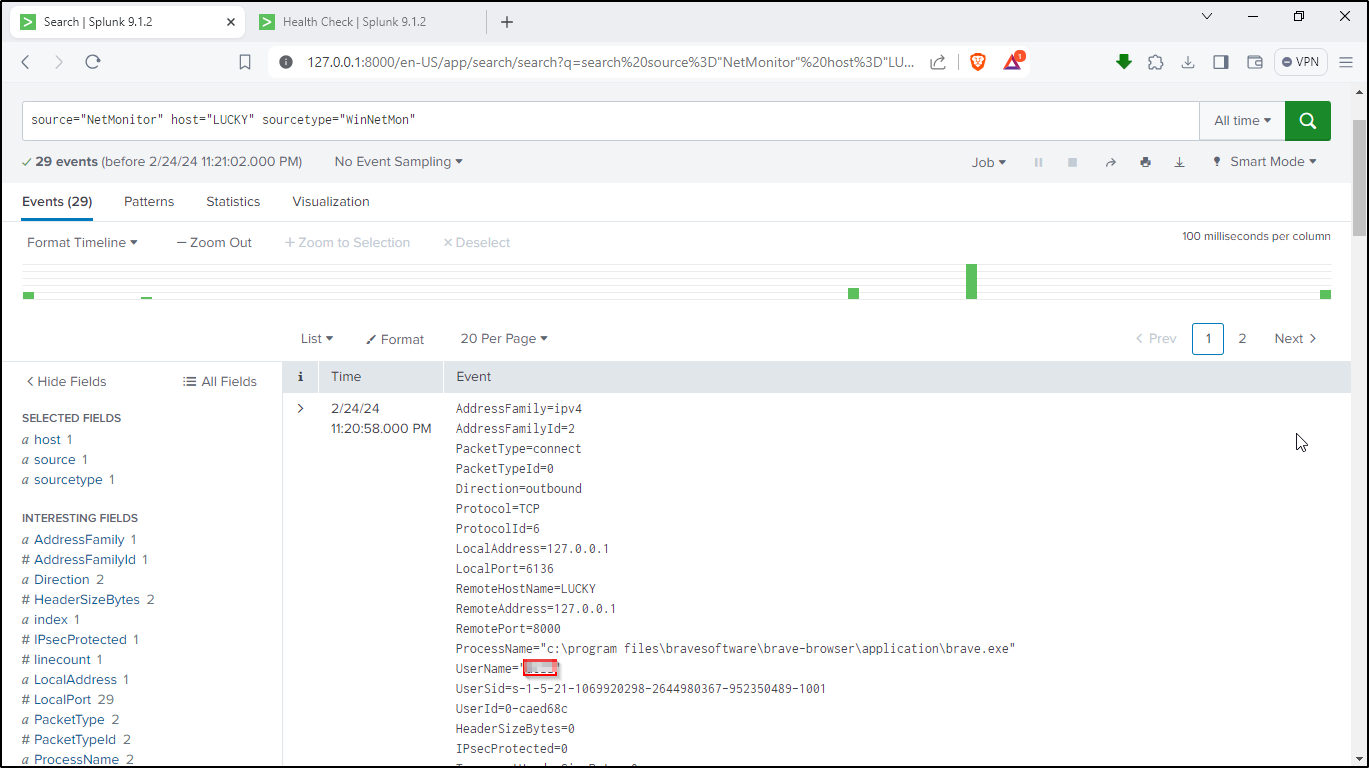 Search | Splunk 9.1.2
Health Check | Splunk 9.1.2
127.0.0.1:8000/en-US/app/search/search?q=search%20source%3D"NetMonitor"%20host%3D"LU...
1
VPN
source="NetMonitor" host="LUCKY" sourcetype="WinNetMon"
All time
29 events (before 2/24/24 11:21:02.000 PM)
No Event Sampling
Job
Smart Mode
Events (29)
Patterns
Statistics
Visualization
Format Timeline
— Zoom Out
+ Zoom to Selection
× Deselect
100 milliseconds per column
List
Format
20 Per Page
< Prev
1
2
Next >
< Hide Fields
All Fields
i
Time
Event
SELECTED FIELDS
a host 1
a source 1
a sourcetype 1
INTERESTING FIELDS
a AddressFamily 1
# AddressFamilyId 1
a Direction 2
# HeaderSizeBytes 2
a index 1
# IPsecProtected 1
# linecount 1
a LocalAddress 1
# LocalPort 29
a PacketType 2
# PacketTypeId 2
a ProcessName 2
2/24/24
11:20:58.000 PM
AddressFamily=ipv4
AddressFamilyId=2
PacketType=connect
PacketTypeId=0
Direction=outbound
Protocol=TCP
ProtocolId=6
LocalAddress=127.0.0.1
LocalPort=6136
RemoteHostName=LUCKY
RemoteAddress=127.0.0.1
RemotePort=8000
ProcessName="c:\program files\bravesoftware\brave-browser\application\brave.exe"
UserName="
UserSid=s-1-5-21-1069920298-2644980367-952350489-1001
UserId=0-caed68c
HeaderSizeBytes=0
IPsecProtected=0